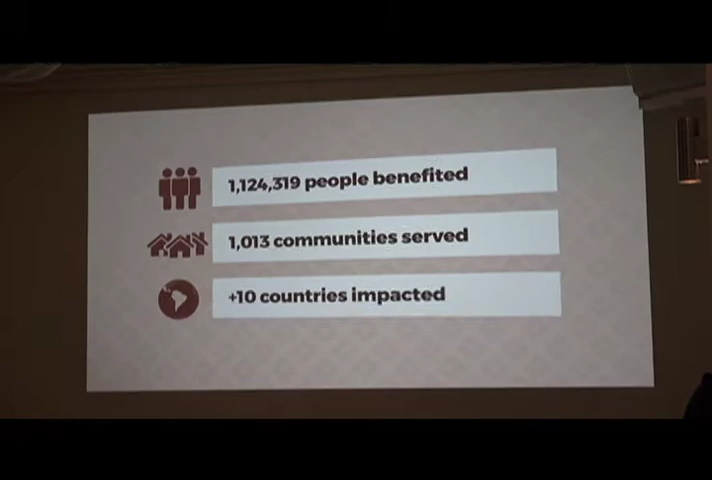 1,124,319 people benefited
1,013 communities served
+10 countries impacted